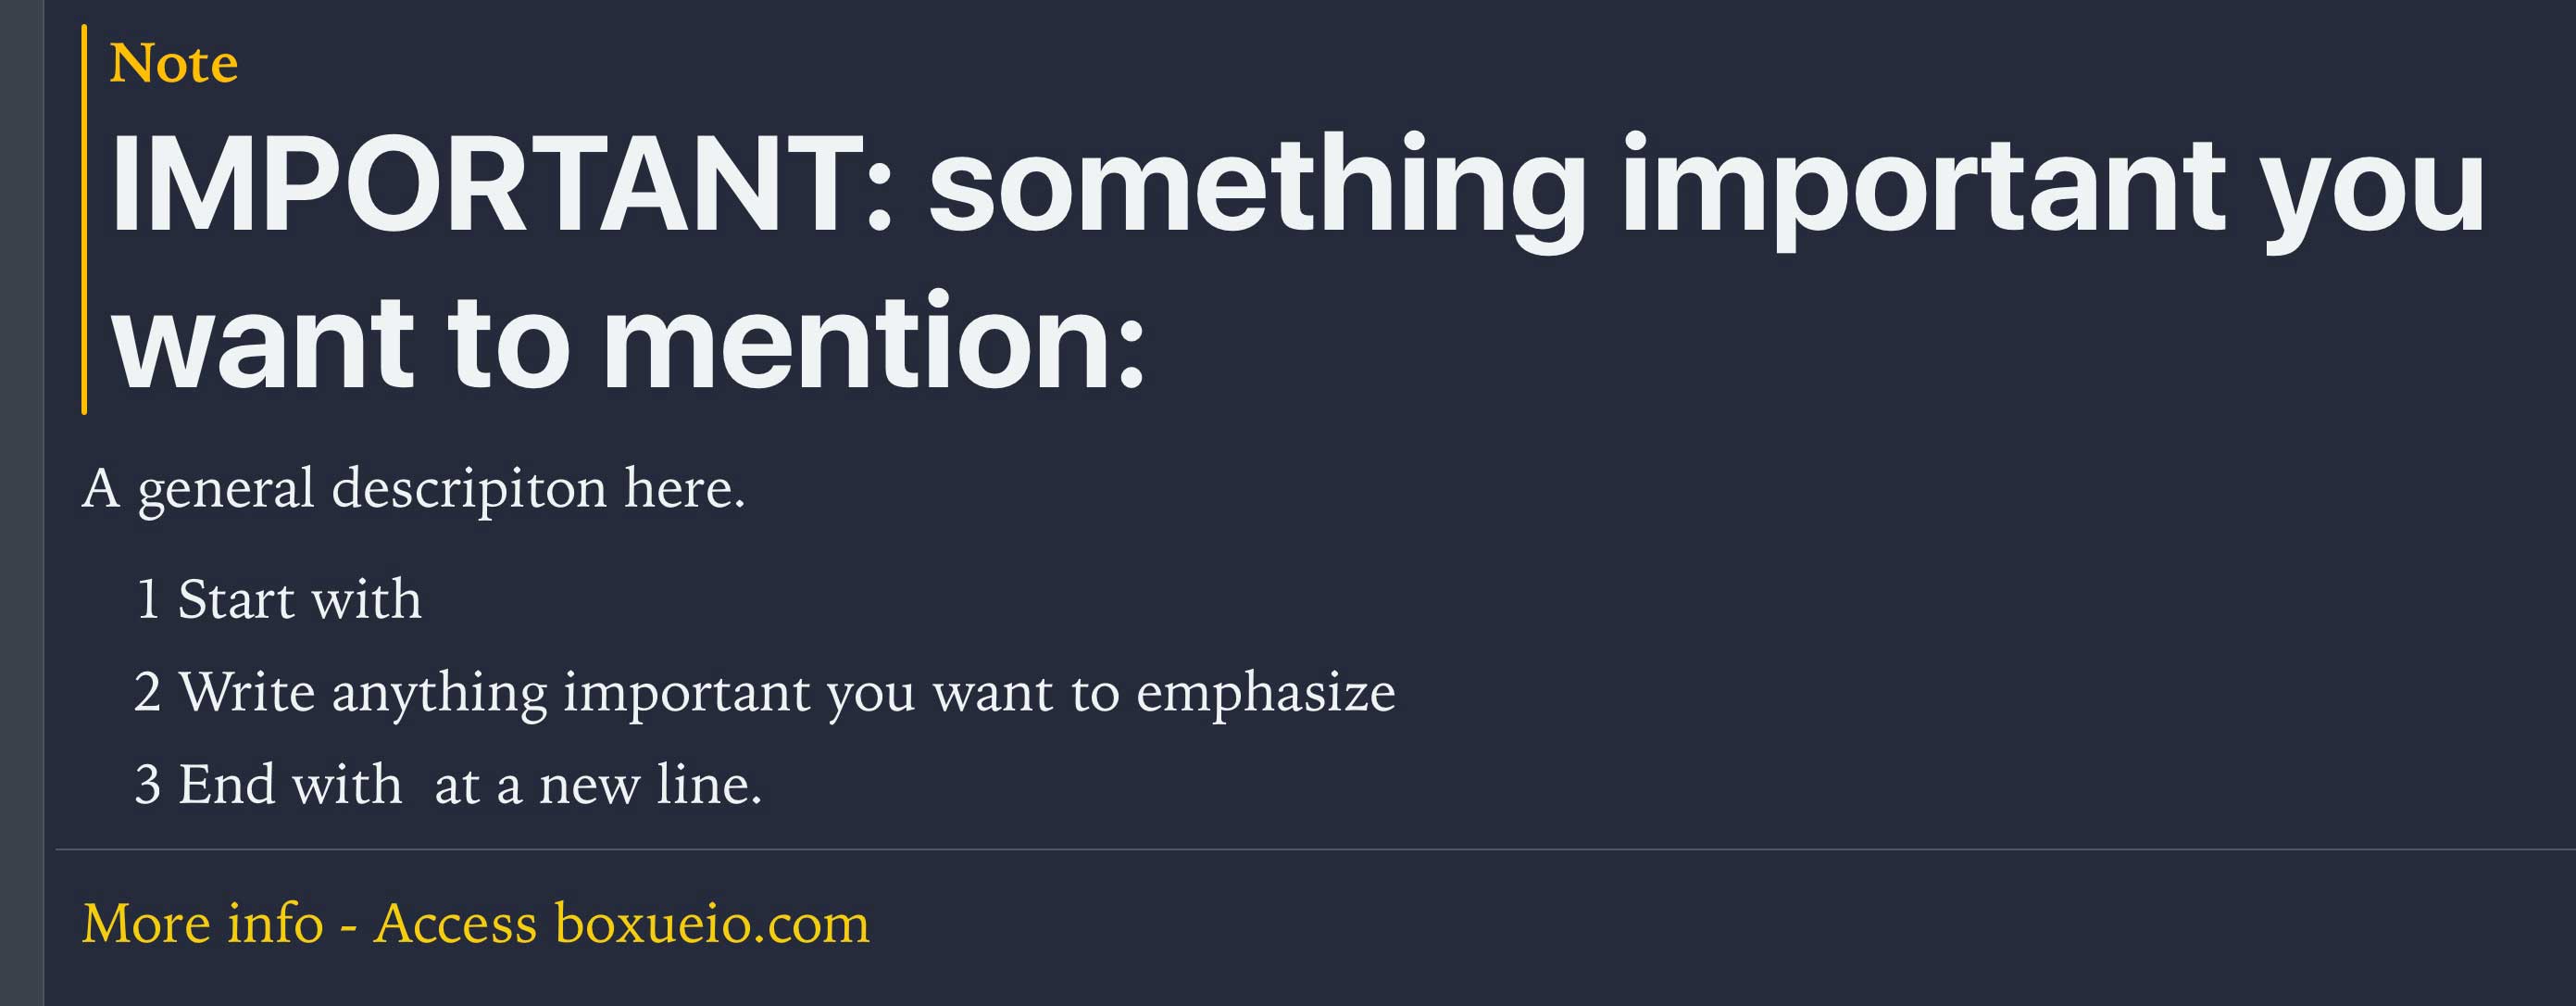 Note
IMPORTANT: something important you
want to mention:
A general descripiton here.
1 Start with
2 Write anything important you want to emphasize
3 End with  at a new line.
More info - Access boxueio.com